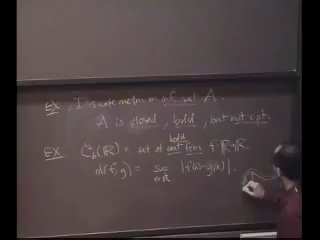 EX. Discrete metric on inf. set A.
A is closed, bdd, but not cpt.
EX. C_b(ℝ) = set of bdd cont fcns f: ℝ→ℝ.
d(f,g) = sup_{x∈ℝ} |f(x)-g(x)|.